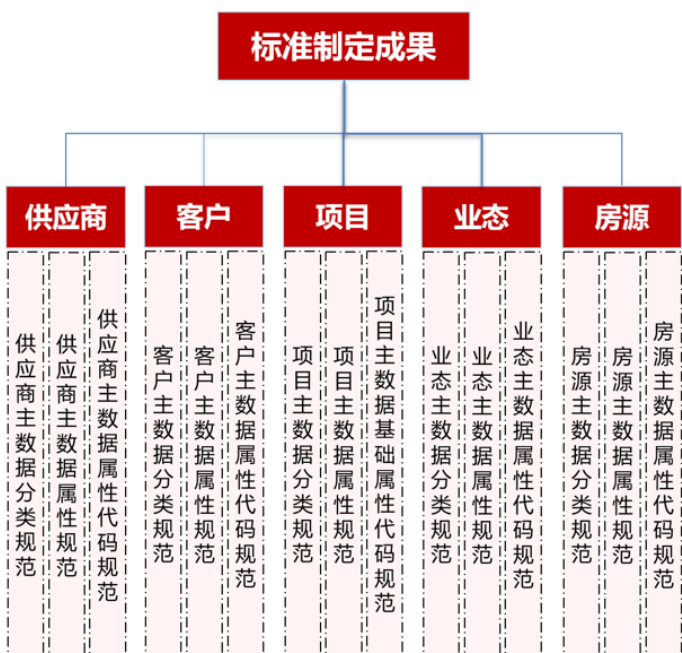 标准制定成果
供应商
客户
项目
业态
房源
供应商主数据分类规范
供应商主数据属性规范
供应商主数据属性代码规范
客户主数据分类规范
客户主数据属性规范
客户主数据属性代码规范
项目主数据分类规范
项目主数据属性规范
项目主数据基础属性代码规范
业态主数据分类规范
业态主数据属性规范
业态主数据属性代码规范
房源主数据分类规范
房源主数据属性规范
房源主数据属性代码规范